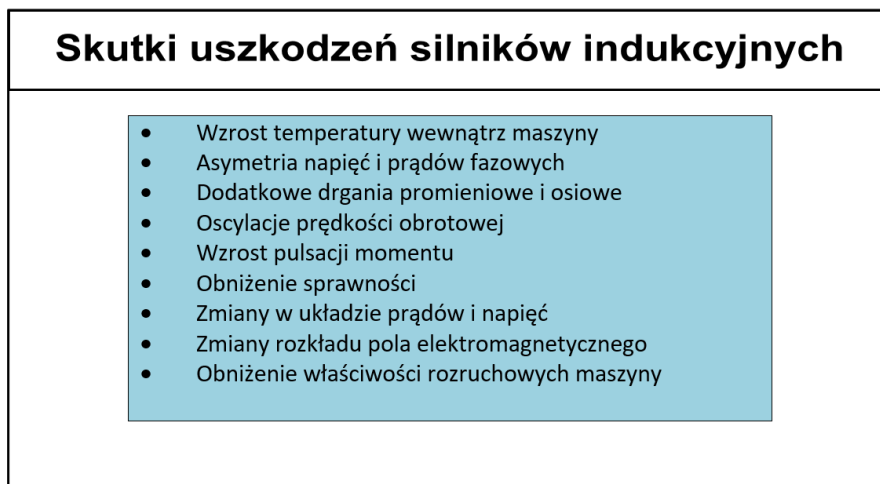 Skutki uszkodzeń silników indukcyjnych
• Wzrost temperatury wewnątrz maszyny
• Asymetria napięć i prądów fazowych
• Dodatkowe drgania promieniowe i osiowe
• Oscylacje prędkości obrotowej
• Wzrost pulsacji momentu
• Obniżenie sprawności
• Zmiany w układzie prądów i napięć
• Zmiany rozkładu pola elektromagnetycznego
• Obniżenie właściwości rozruchowych maszyny